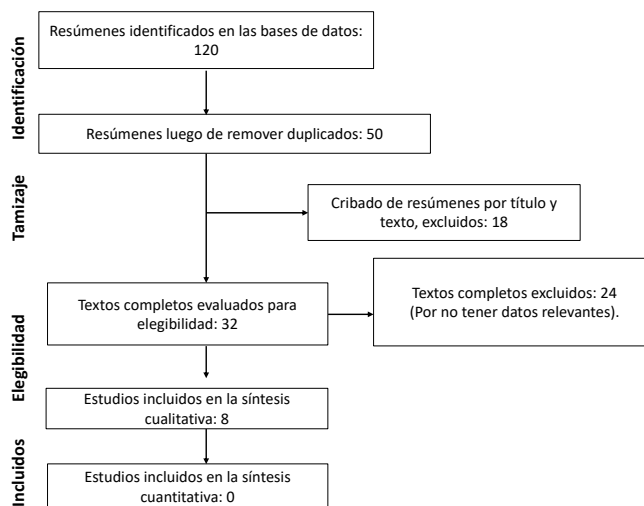 Identificación
Resúmenes identificados en las bases de datos:
120
Resúmenes luego de remover duplicados: 50
Tamizaje
Cribado de resúmenes por título y
texto, excluidos: 18
Elegibilidad
Textos completos evaluados para
elegibilidad: 32
Textos completos excluidos: 24
(Por no tener datos relevantes).
Estudios incluidos en la síntesis
cualitativa: 8
Incluidos
Estudios incluidos en la síntesis
cuantitativa: 0